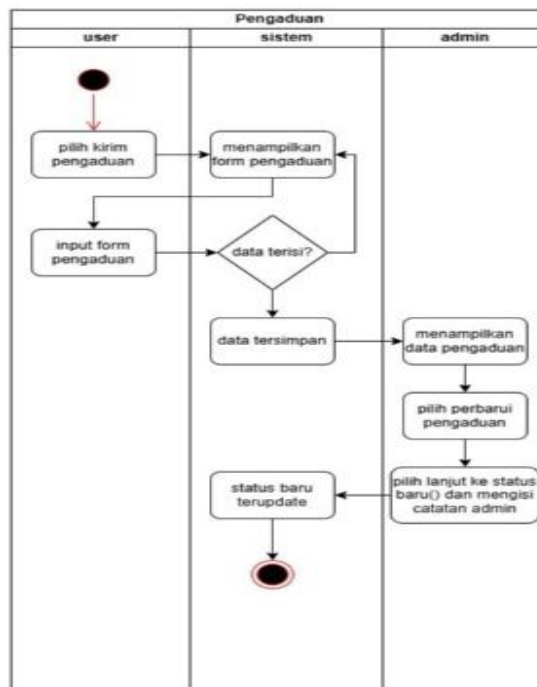 Pengaduan
user
sistem
admin
pilih kirim
pengaduan
menampilkan
form pengaduan
input form
pengaduan
data terisi?
data tersimpan
menampilkan
data pengaduan
pilih perbarui
pengaduan
pilih lanjut ke status
baru() dan mengisi
catatan admin
status baru
terupdate